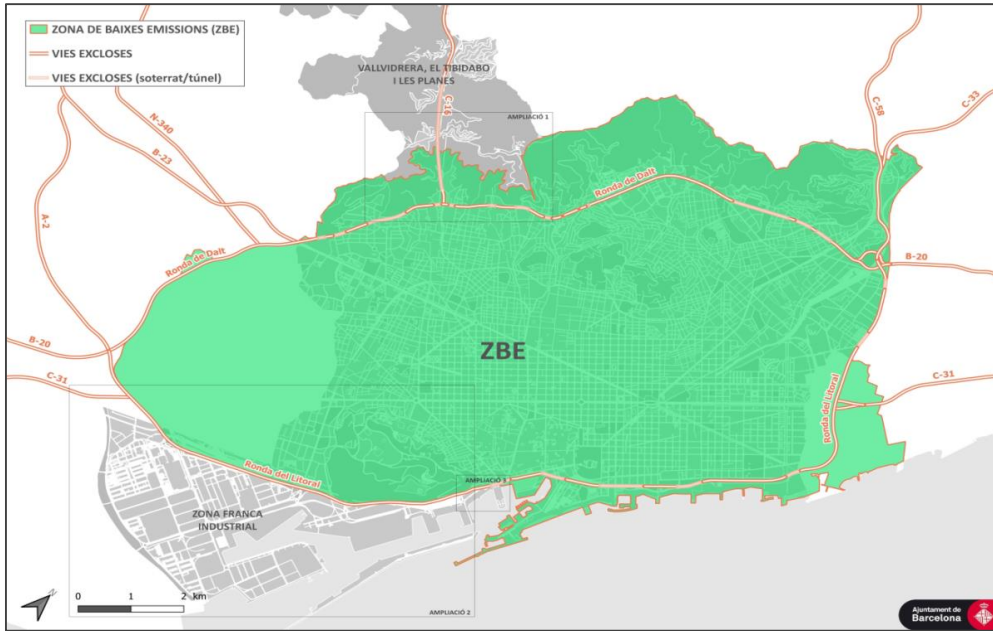 ZONA DE BAIXES EMISSIONS (ZBE)
VIES EXCLOSES
VIES EXCLOSES (soterrat/túnel)
VALLVIDRERA, EL TIBIDABO
I LES PLANES
C-16
AMPLIACIÓ 1
C-58
C-33
N-340
B-23
A-2
Ronda de Dalt
Ronda de Dalt
B-20
B-20
C-31
C-31
ZBE
Ronda del Litoral
Ronda del Litoral
AMPLIACIÓ 3
ZONA FRANCA
INDUSTRIAL
0 1 2 km
AMPLIACIÓ 2
N
Ajuntament de
Barcelona